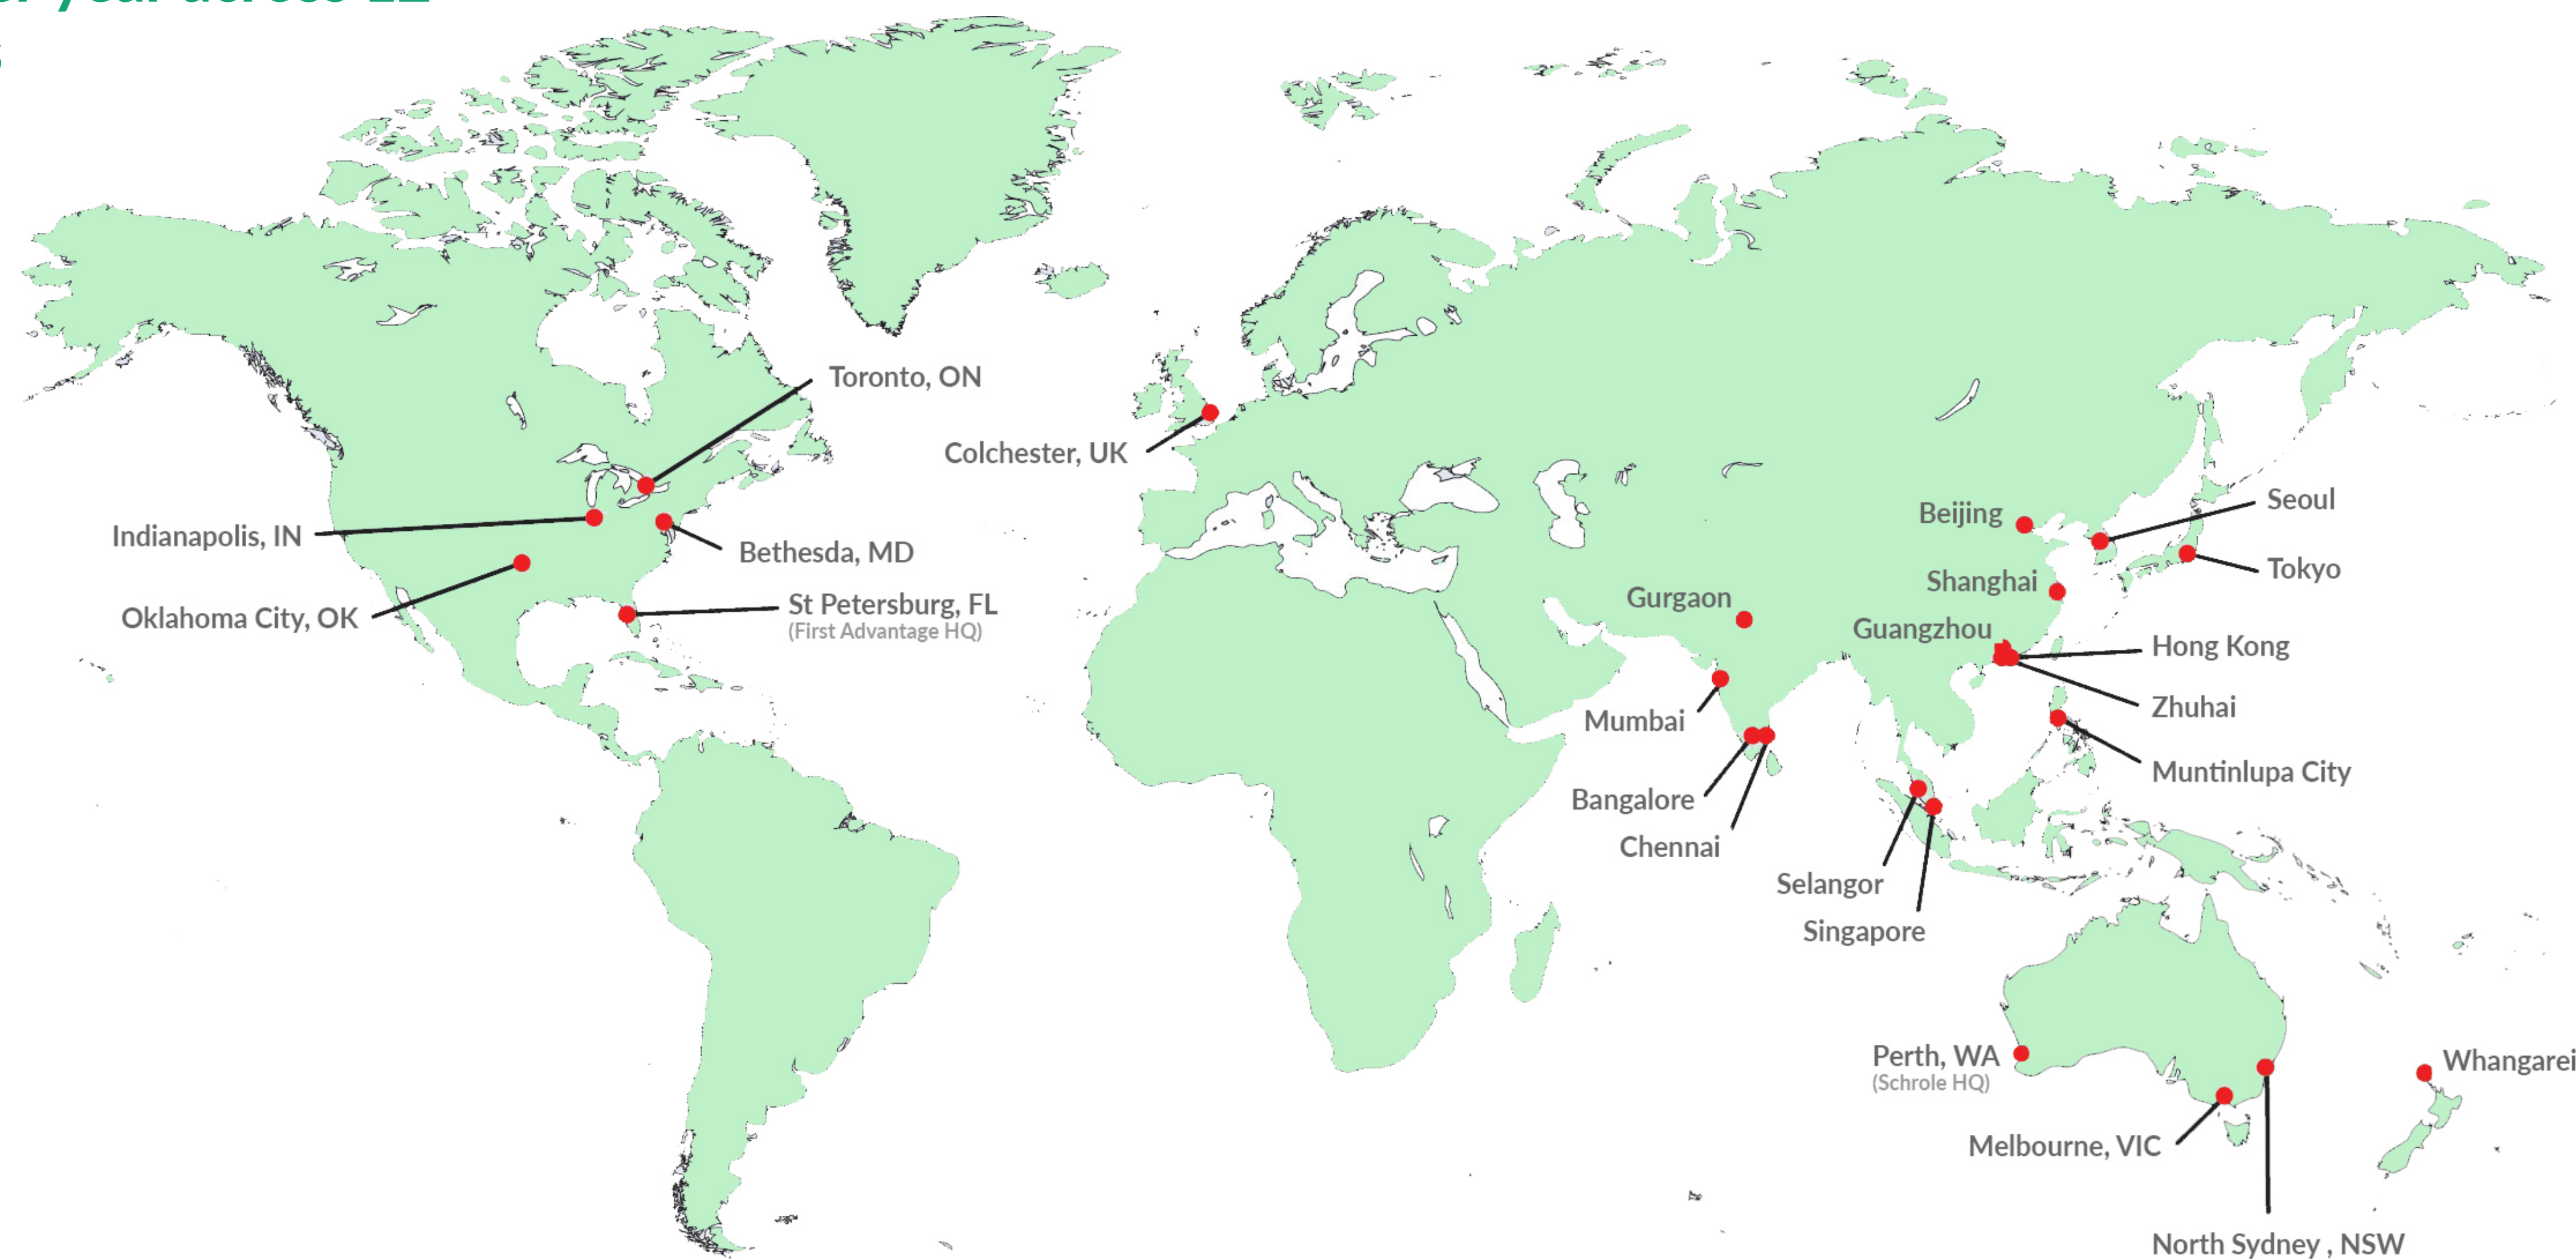 year across
Toronto, ON
Colchester, UK
Indianapolis, IN
Bethesda, MD
Oklahoma City, OK
St Petersburg, FL
(First Advantage HQ)
Beijing
Seoul
Tokyo
Shanghai
Gurgaon
Guangzhou
Hong Kong
Zhuhai
Mumbai
Muntinlupa City
Bangalore
Chennai
Selangor
Singapore
Perth, WA
(Schrole HQ)
Whangarei
Melbourne, VIC
North Sydney , NSW